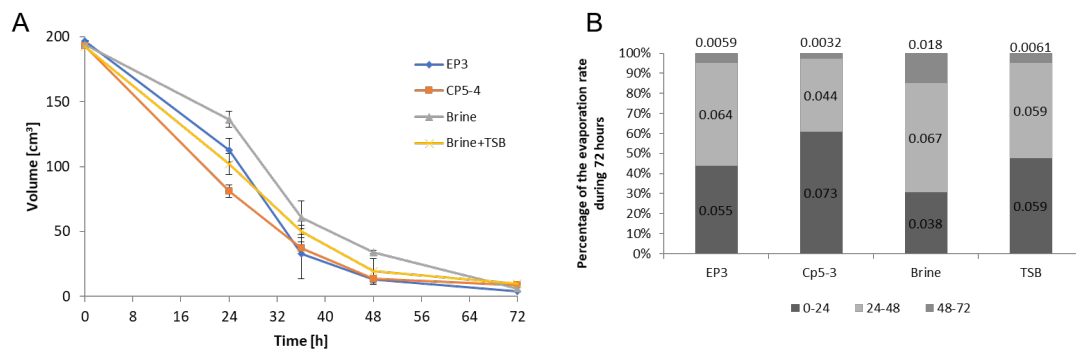 A
Volume [cm³]
200
150
100
50
0
0 8 16 24 32 40 48 56 64 72
Time [h]
EP3
CP5-4
Brine
Brine+TSB
B
Percentage of the evaporation rate
during 72 hours
100%
90%
80%
70%
60%
50%
40%
30%
20%
10%
0%
0.0059 0.0032 0.018 0.0061
0.064 0.044 0.067 0.059
0.055 0.073 0.038 0.059
EP3 Cp5-3 Brine TSB
0-24 24-48 48-72